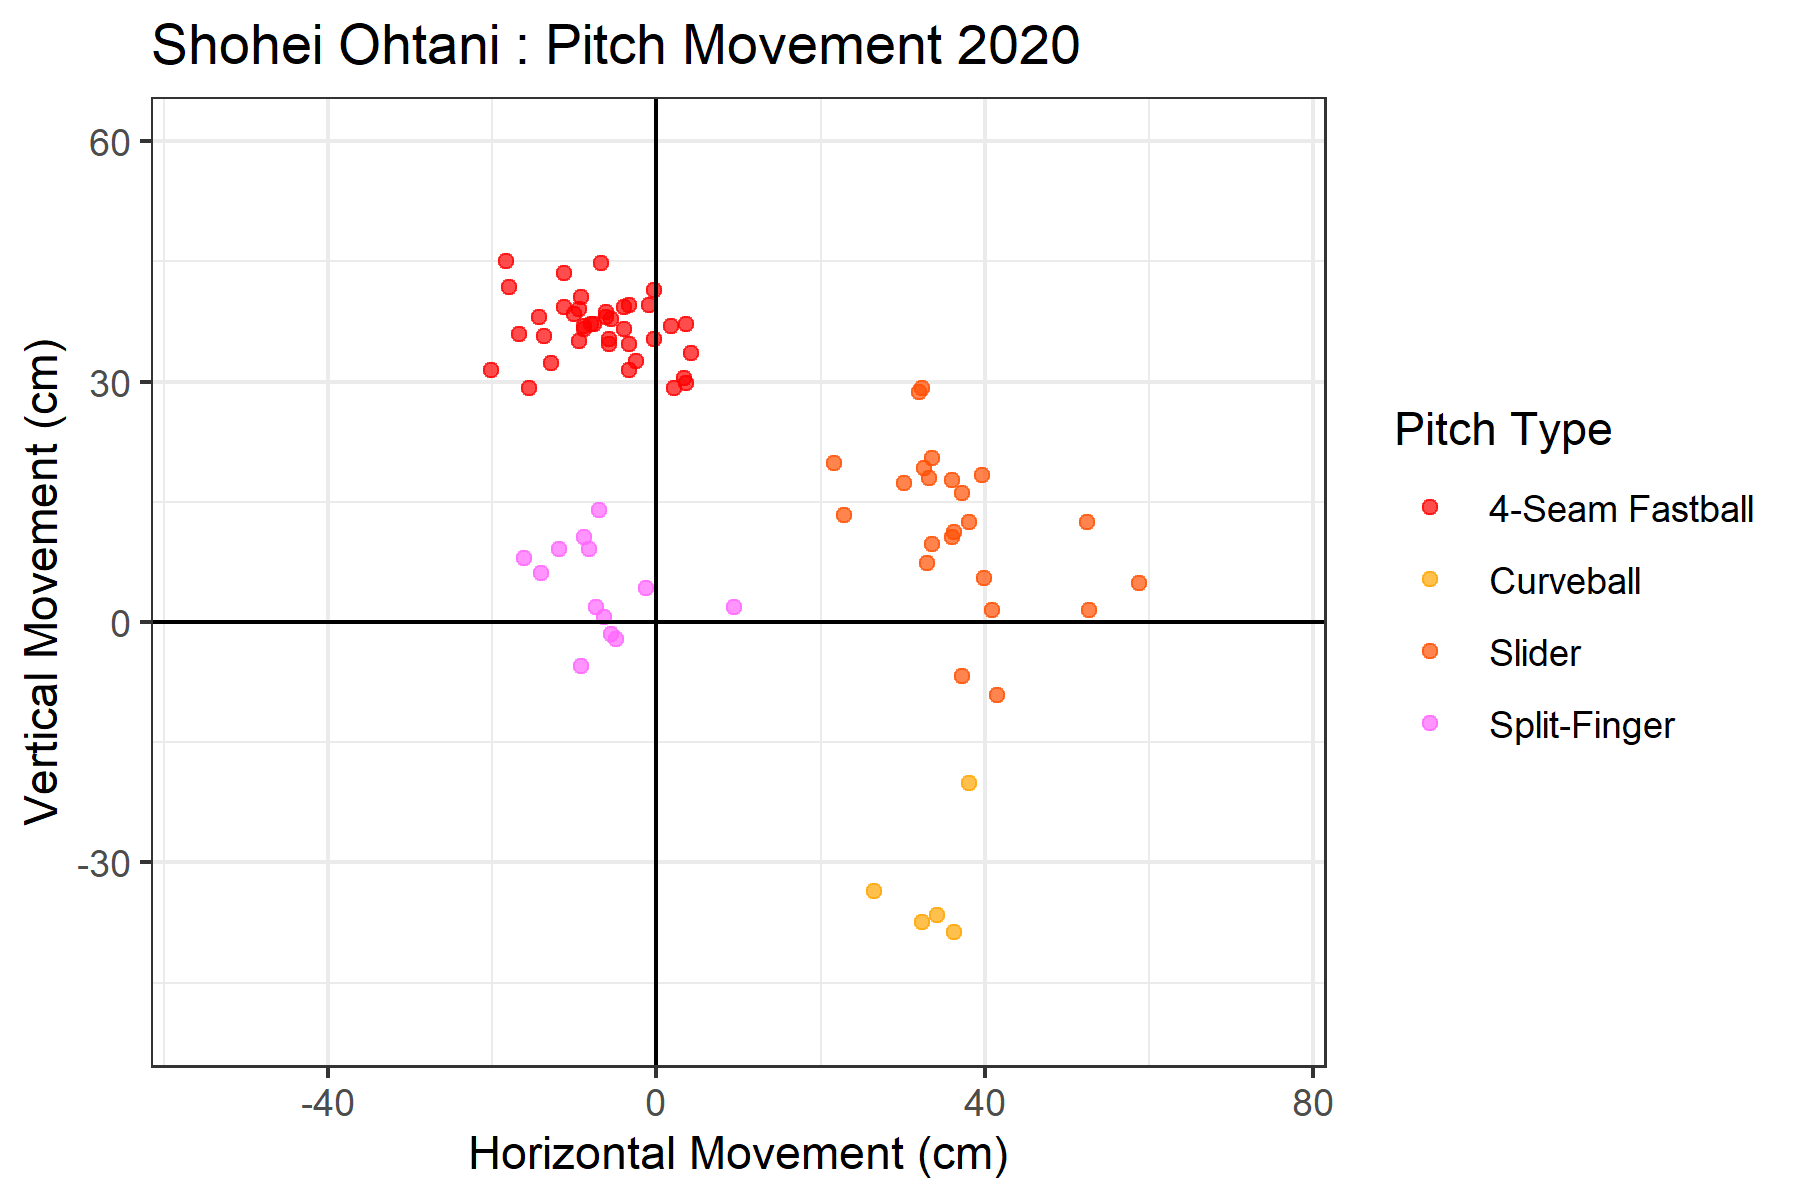 Shohei Ohtani : Pitch Movement 2020
60
30
0
-30
Vertical Movement (cm)
-40
0
40
80
Horizontal Movement (cm)
Pitch Type
4-Seam Fastball
Curveball
Slider
Split-Finger